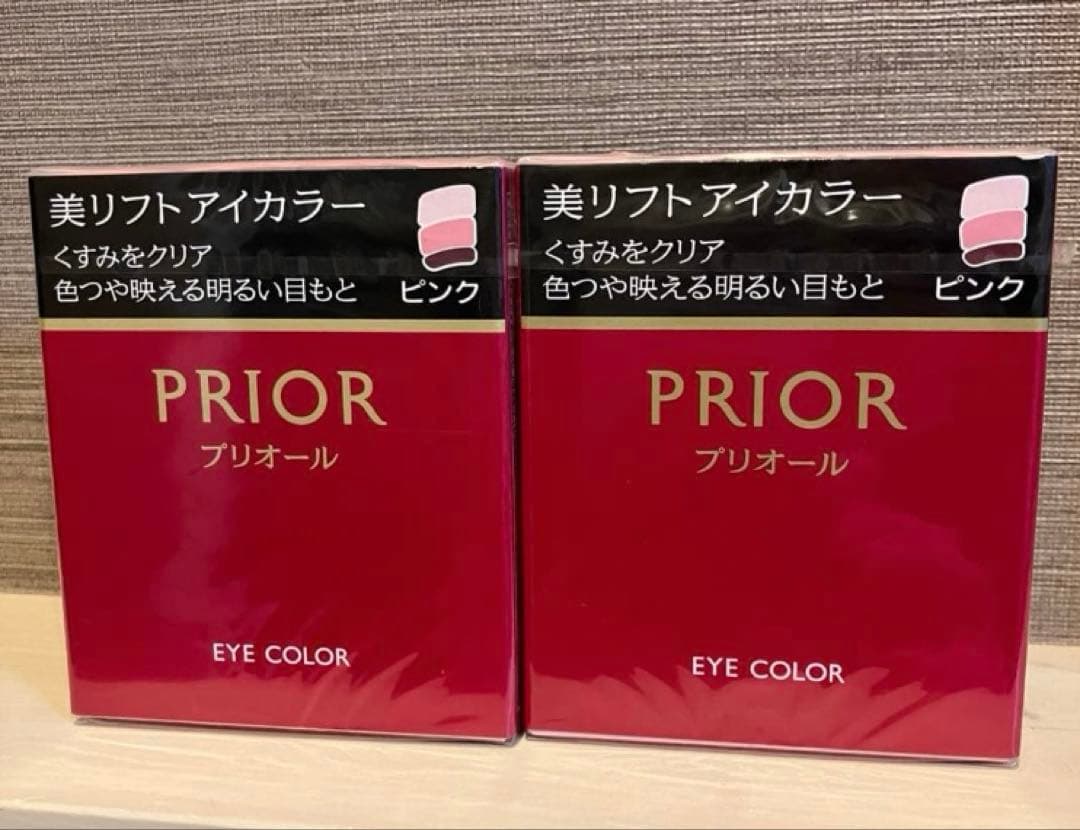 美リフトアイカラー
くすみをクリア
色つや映える明るい目もと
ピンク
PRIOR
プリオール
EYE COLOR
美リフトアイカラー
くすみをクリア
色つや映える明るい目もと
ピンク
PRIOR
プリオール
EYE COLOR